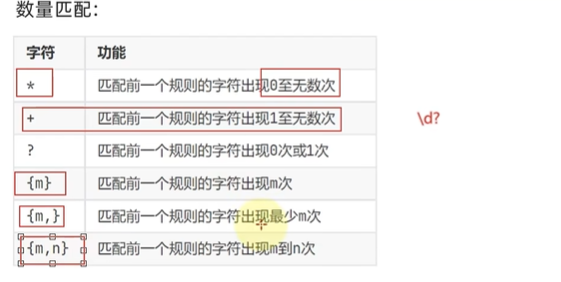 数量匹配：
字符 功能
* 匹配前一个规则的字符出现0至无数次
+ 匹配前一个规则的字符出现1至无数次
\d?
? 匹配前一个规则的字符出现0次或1次
{m} 匹配前一个规则的字符出现m次
{m,} 匹配前一个规则的字符出现最少m次
{m,n} 匹配前一个规则的字符出现m到n次